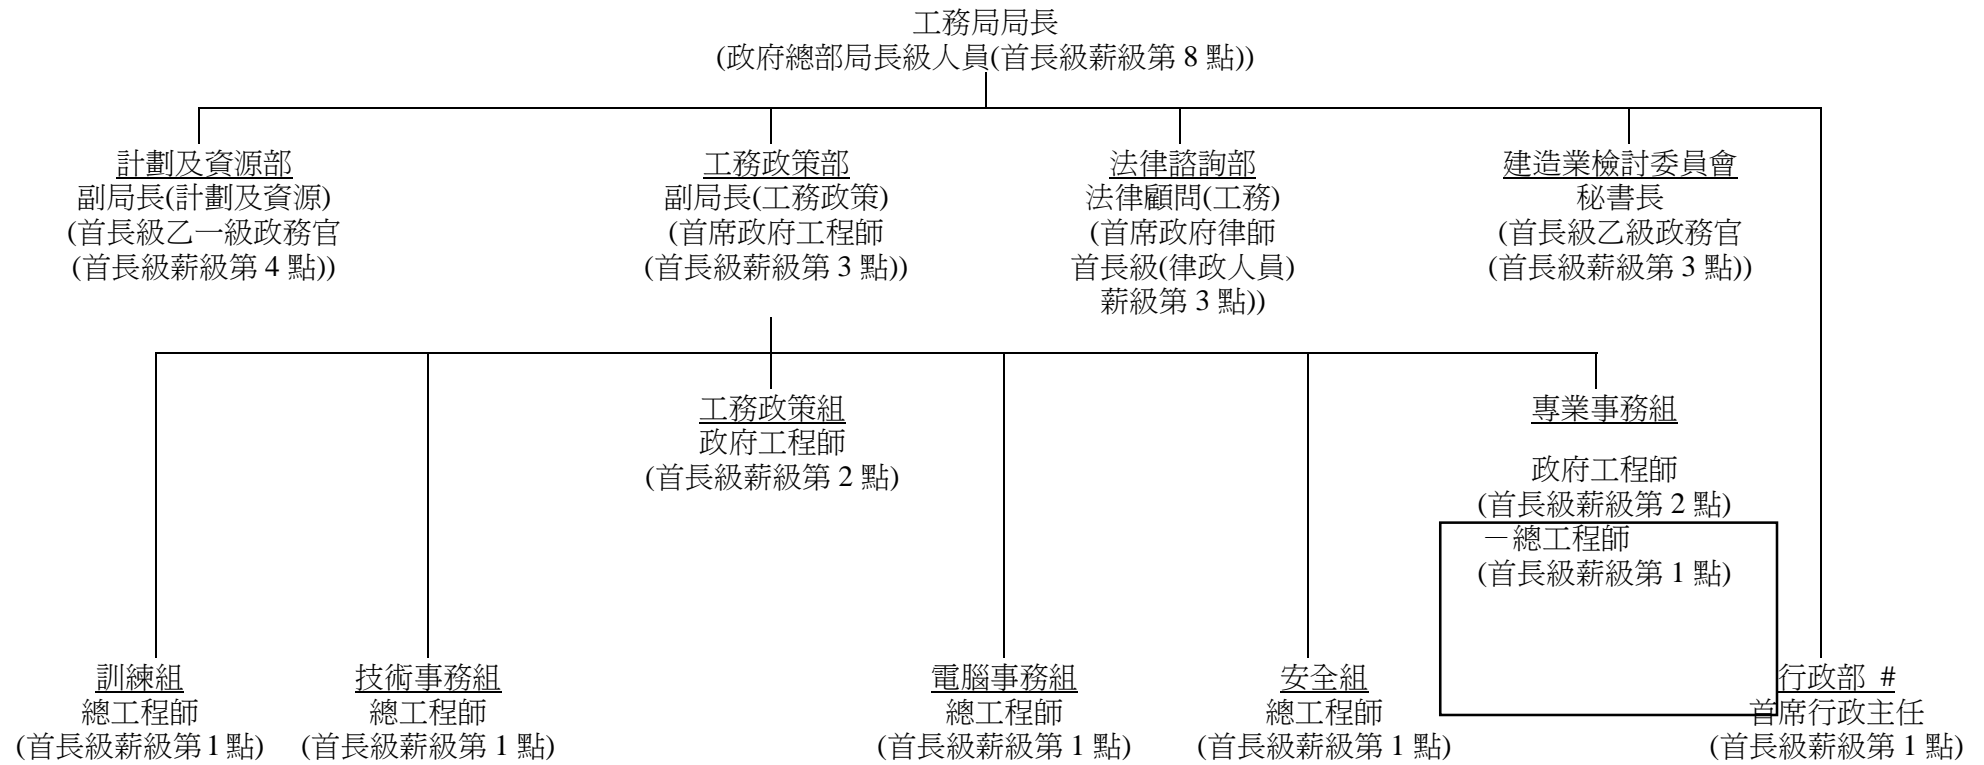 工務局局長
(政府總部局長級人員(首長級薪級第 8 點))
計劃及資源部
副局長(計劃及資源)
(首長級乙一級政務官
(首長級薪級第 4 點))
工務政策部
副局長(工務政策)
(首席政府工程師
(首長級薪級第 3 點))
法律諮詢部
法律顧問(工務)
(首席政府律師
首長級(律政人員)
薪級第 3 點))
建造業檢討委員會
秘書長
(首長級乙級政務官
(首長級薪級第 3 點))
工務政策組
政府工程師
(首長級薪級第 2 點)
專業事務組
政府工程師
(首長級薪級第 2 點)
－總工程師
(首長級薪級第 1 點)
訓練組
總工程師
(首長級薪級第 1 點)
技術事務組
總工程師
(首長級薪級第 1 點)
電腦事務組
總工程師
(首長級薪級第 1 點)
安全組
總工程師
(首長級薪級第 1 點)
行政部 #
首席行政主任
(首長級薪級第 1 點)